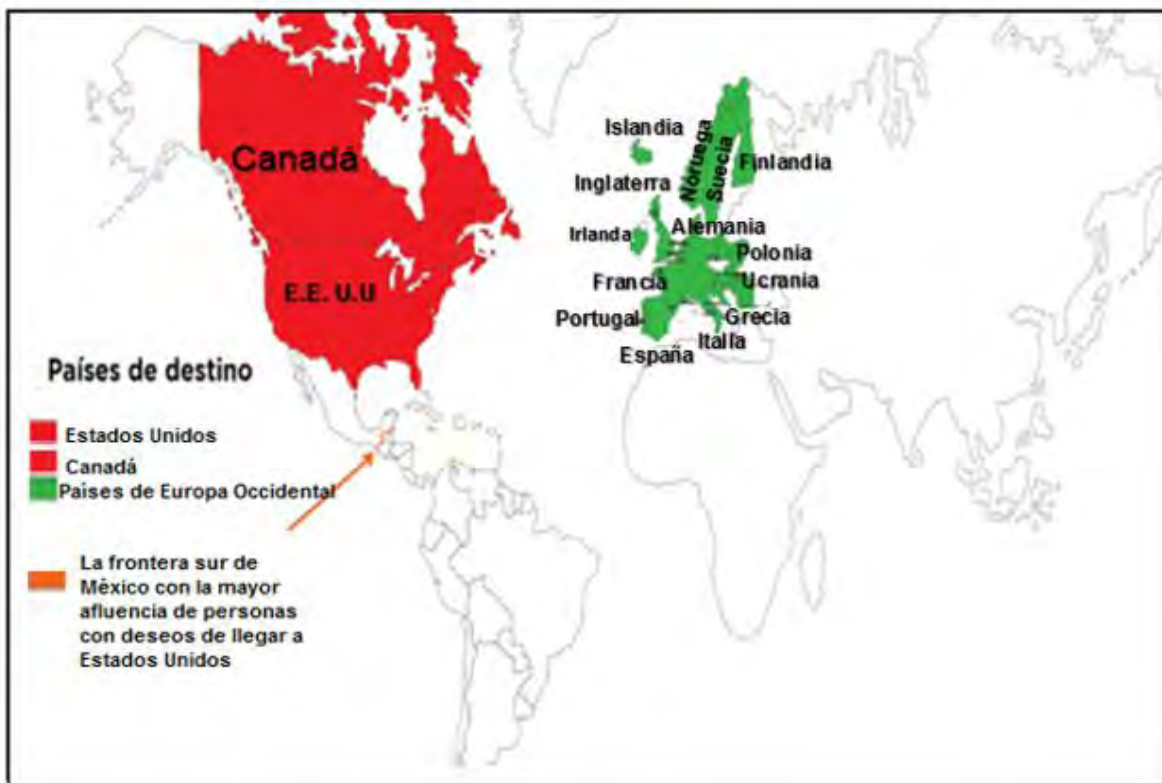 Canadá
E.E. U.U
Islandia
Noruega
Suecia
Finlandia
Inglaterra
Irlanda
Alemania
Polonia
Francia
Ucrania
Portugal
Grecia
Italia
España
Países de destino
Estados Unidos
Canadá
Países de Europa Occidental
La frontera sur de
México con la mayor
afluencia de personas
con deseos de llegar a
Estados Unidos